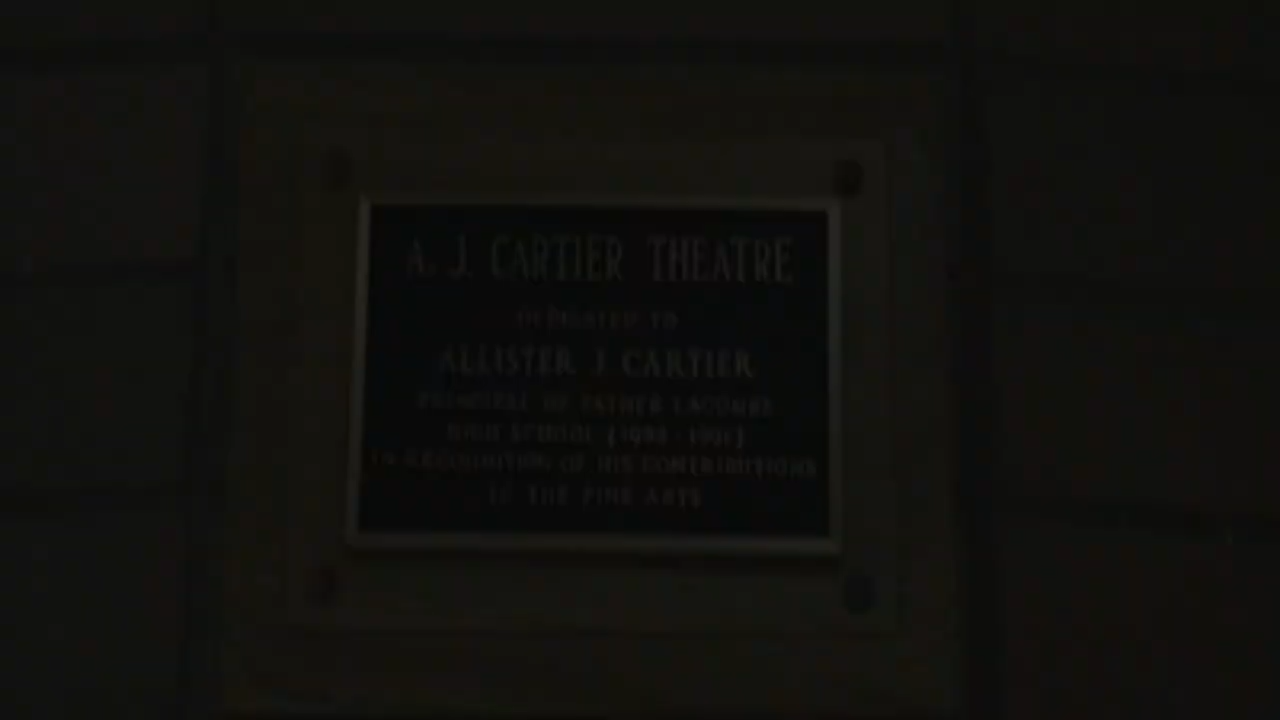 A. J. CARTIER THEATRE
DEDICATED TO
ALLISTER J CARTIER
PRINCIPAL OF FATHER LACOMBE
HIGH SCHOOL
IN RECOGNITION OF HIS CONTRIBUTIONS
TO THE FINE ARTS